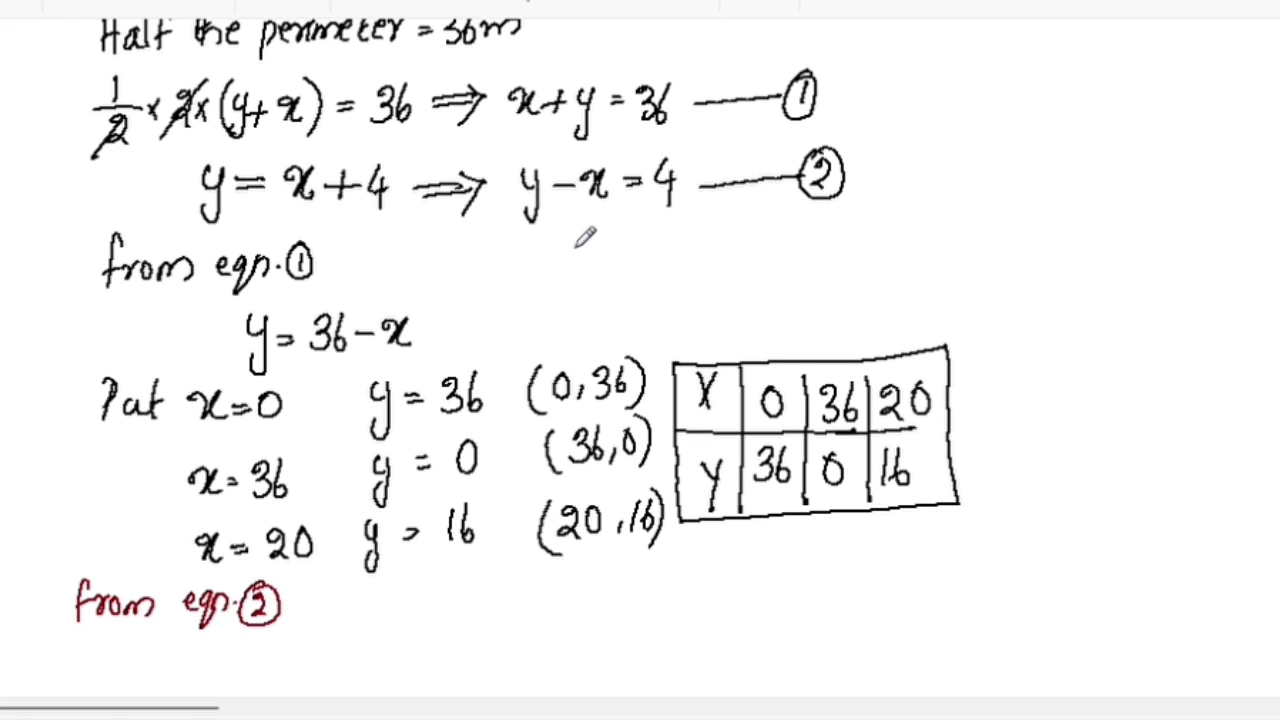 Half the perimeter = 36m
1/2 × 2 × (y + x) = 36 ⇒ x + y = 36 —— ①
y = x + 4 ⇒ y − x = 4 —— ②
from eqn. ①
y = 36 − x
Put x = 0 y = 36 (0, 36)
x = 36 y = 0 (36, 0)
x = 20 y = 16 (20, 16)
X 0 36 20
Y 36 0 16
from eqn. ②